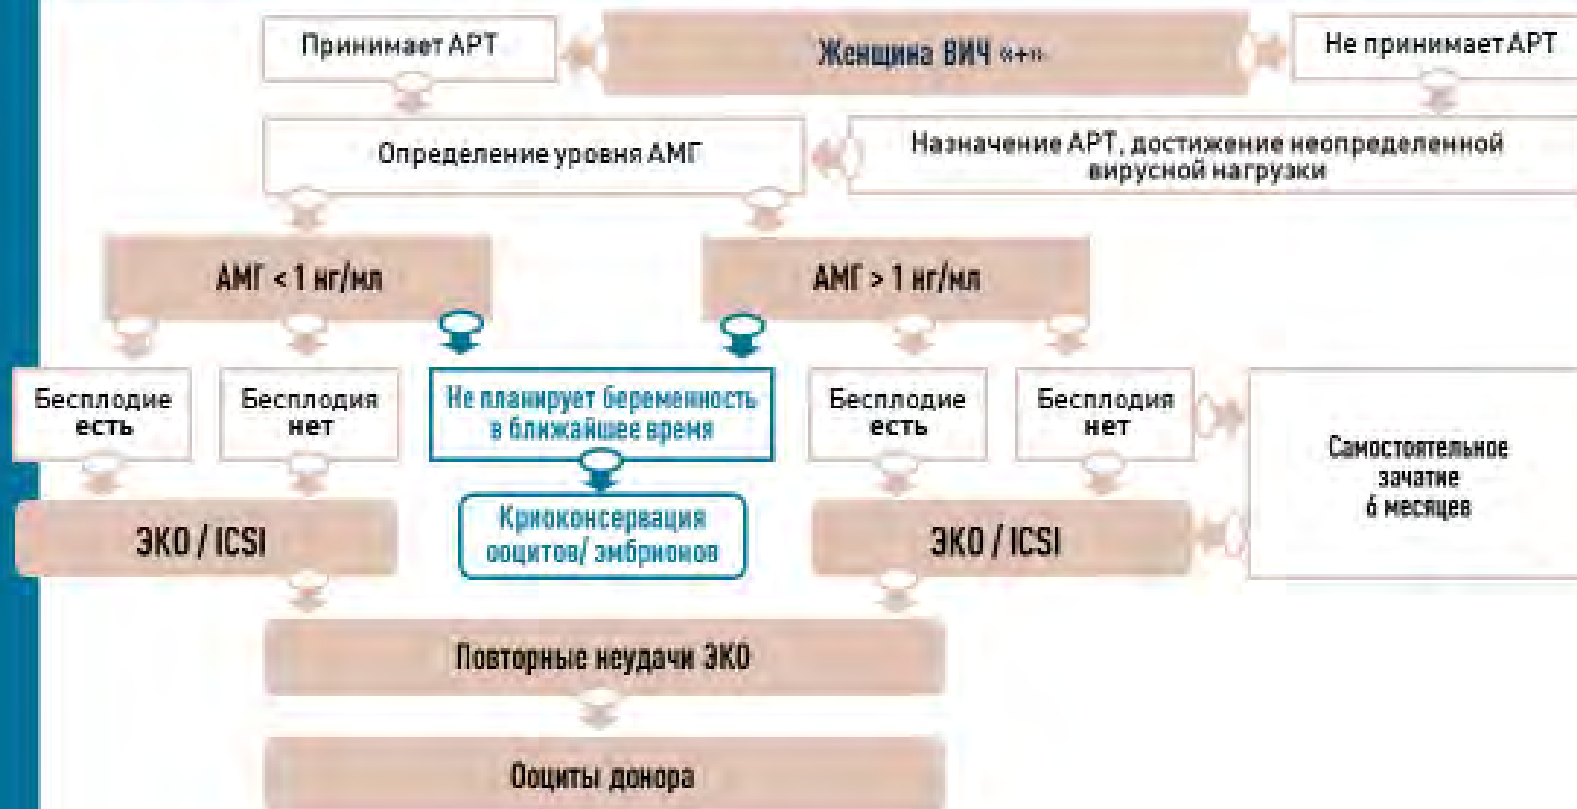 Принимает АРТ
Женщина ВИЧ «+»
Не принимает АРТ
Определение уровня АМГ
Назначение АРТ, достижение неопределенной
вирусной нагрузки
АМГ < 1 нг/мл
АМГ > 1 нг/мл
Бесплодие
есть
Бесплодия
нет
Не планирует беременность
в ближайшее время
Бесплодие
есть
Бесплодия
нет
Самостоятельное
зачатие
6 месяцев
ЭКО / ICSI
Криоконсервация
ооцитов/ эмбрионов
ЭКО / ICSI
Повторные неудачи ЭКО
Ооциты донора